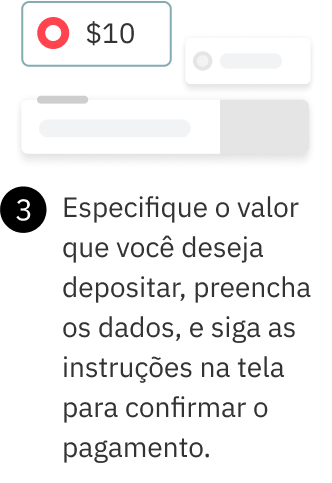 $10
3
Especifique o valor
que você deseja
depositar, preencha
os dados, e siga as
instruções na tela
para confirmar o
pagamento.